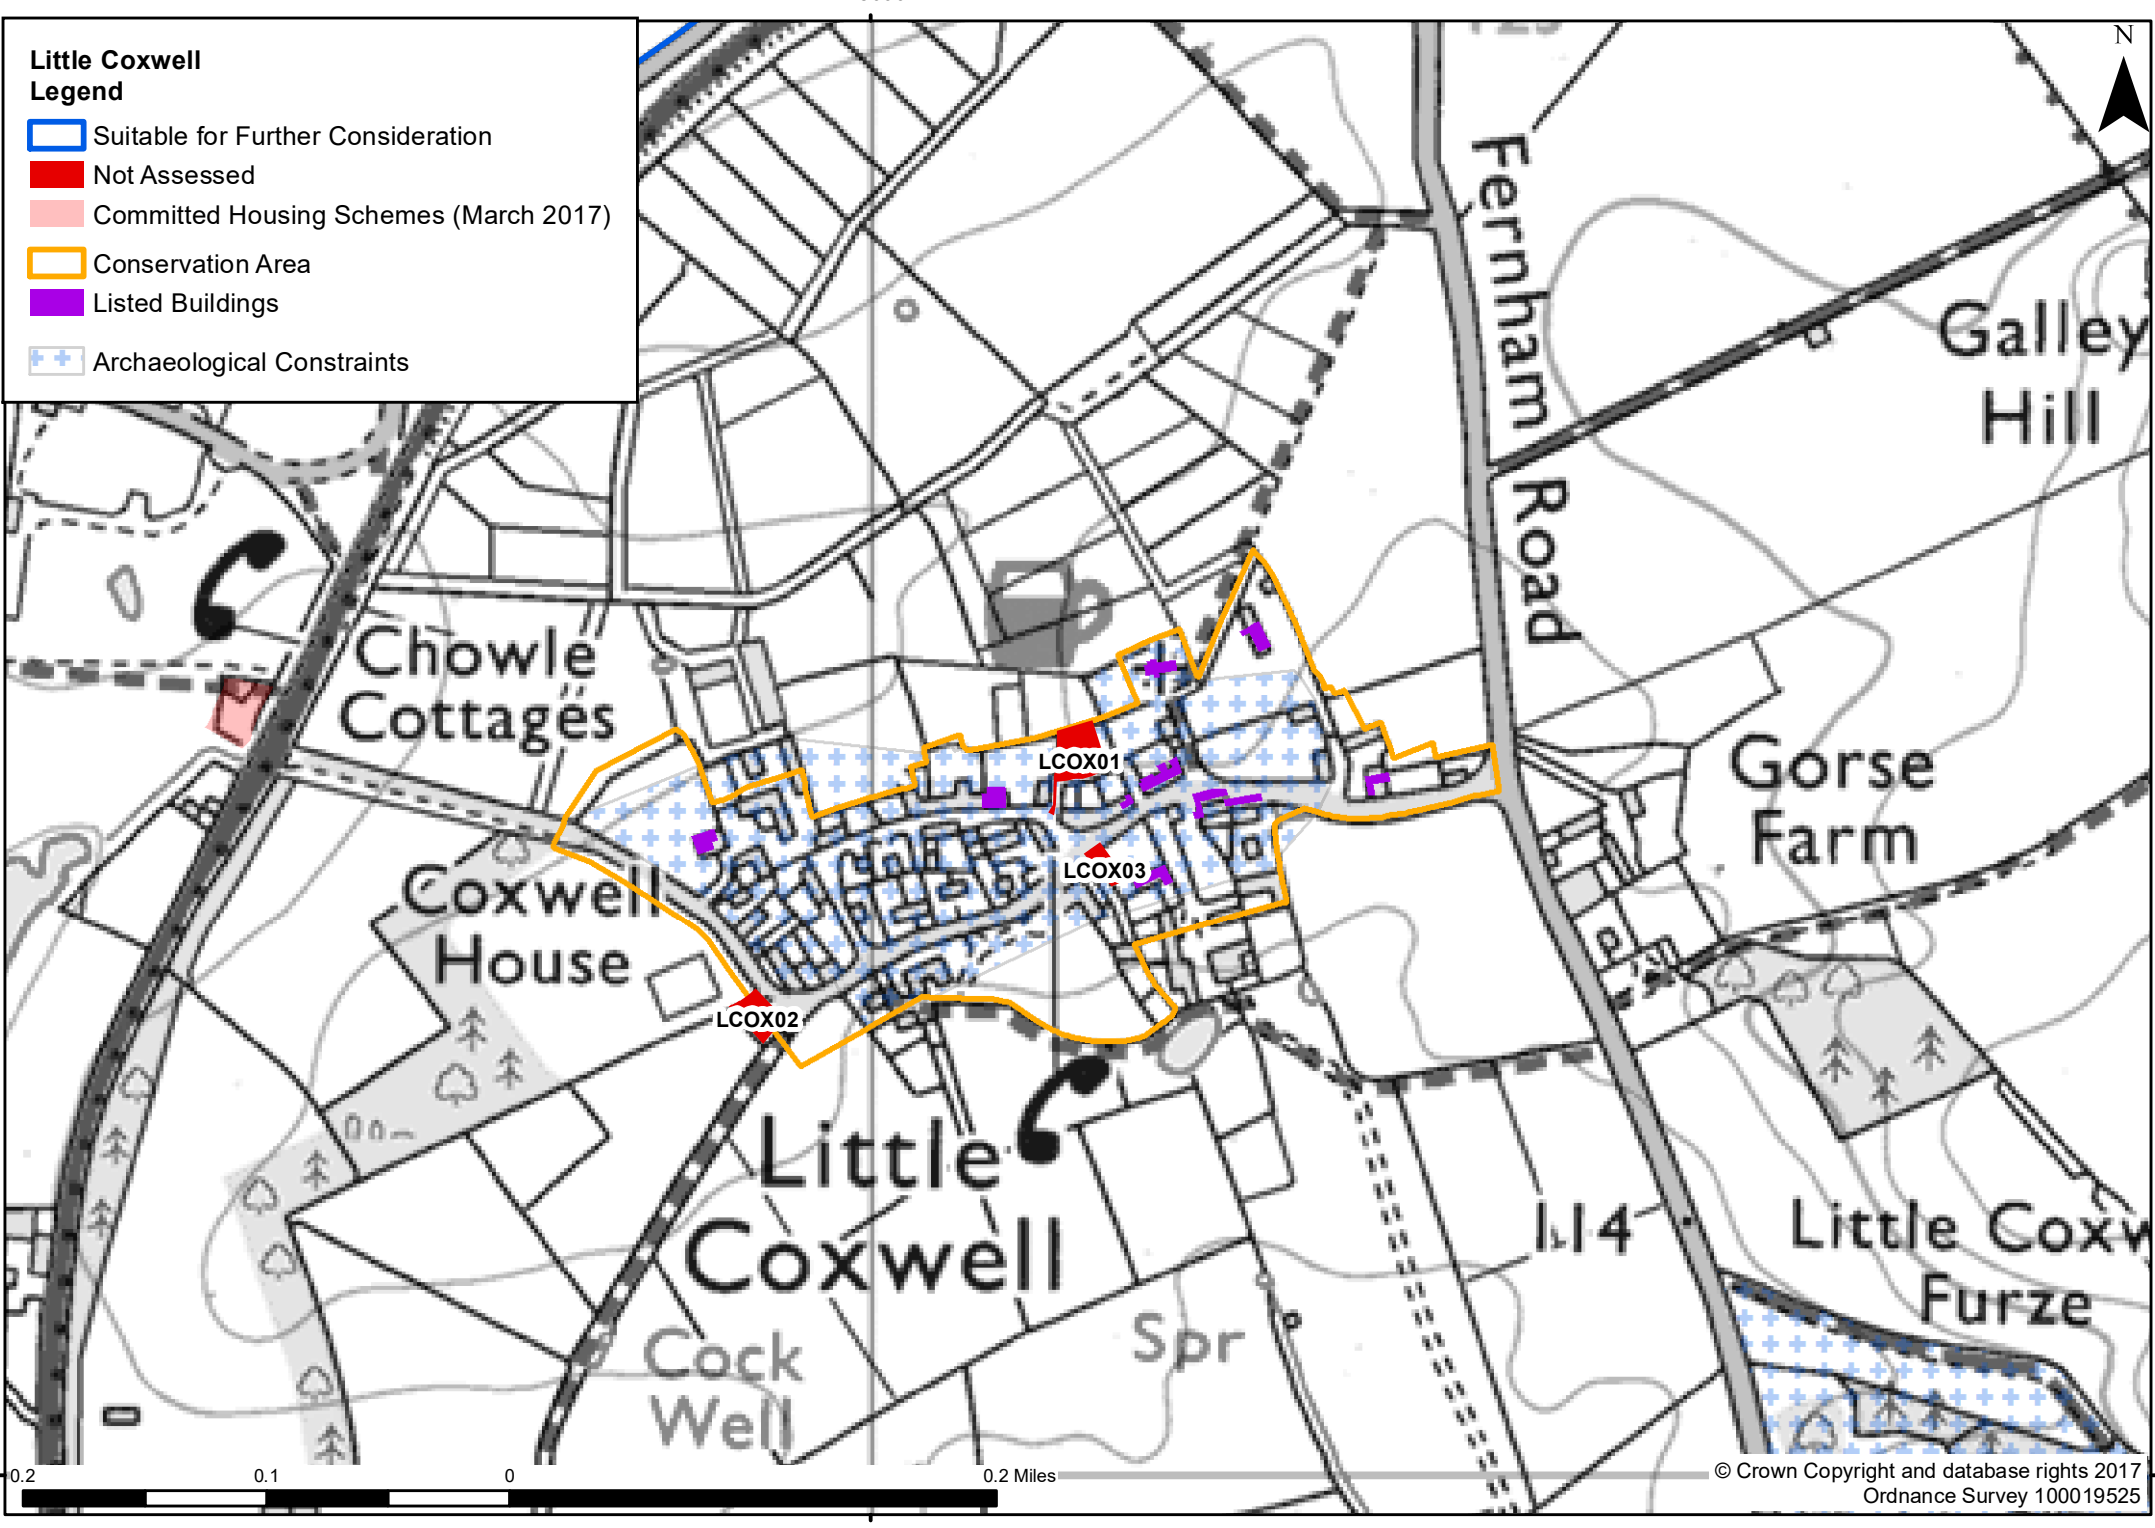 Little Coxwell
Legend
Suitable for Further Consideration
Not Assessed
Committed Housing Schemes (March 2017)
Conservation Area
Listed Buildings
Archaeological Constraints
N
Fernham Road
Galley
Hill
Chowle
Cottages
LCOX01
Gorse
Farm
LCOX03
Coxwell
House
LCOX02
Little
Coxwell
114
Little Coxw
Furze
Cock
Well
Spr
0.2
0.1
0
0.2 Miles
© Crown Copyright and database rights 2017
Ordnance Survey 100019525